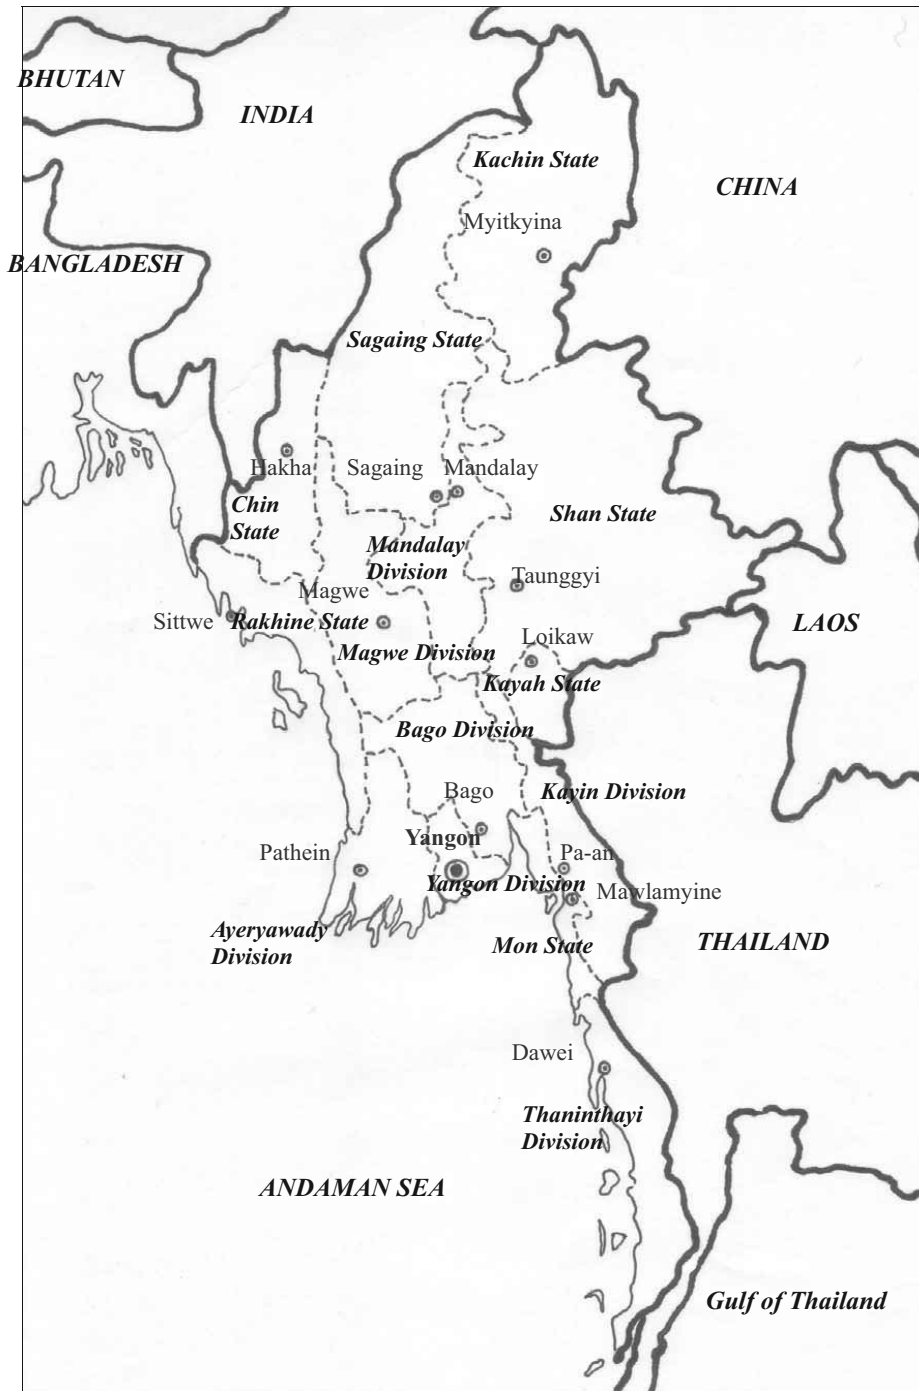 BHUTAN
INDIA
Kachin State
CHINA
Myitkyina
BANGLADESH
Sagaing State
Hakha
Sagaing
Mandalay
Chin
State
Shan State
Mandalay
Division
Taunggyi
Magwe
Sittwe
Rakhine State
LAOS
Loikaw
Magwe Division
Kayah State
Bago Division
Bago
Kayin Division
Yangon
Pathein
Pa-an
Yangon Division
Mawlamyine
Ayeryawady
Division
Mon State
THAILAND
Dawei
Thaninthayi
Division
ANDAMAN SEA
Gulf of Thailand